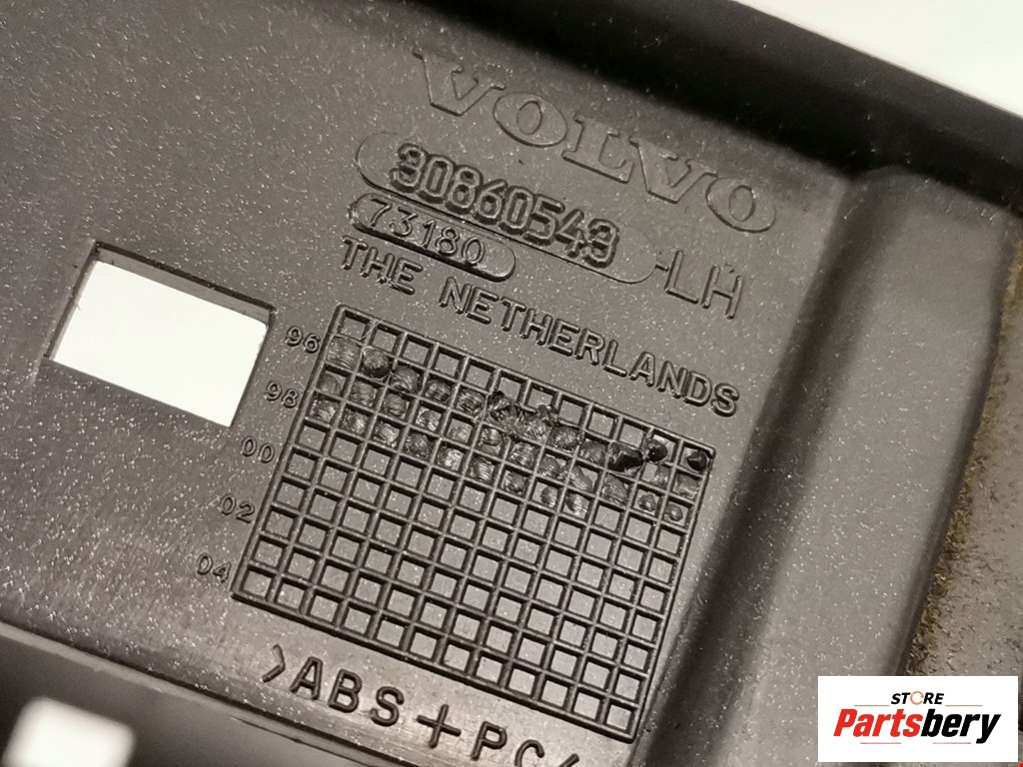 VOLVO
30860543 -LH
73180
THE NETHERLANDS
96
98
00
02
04
>ABS+PC
STORE
Partsbery